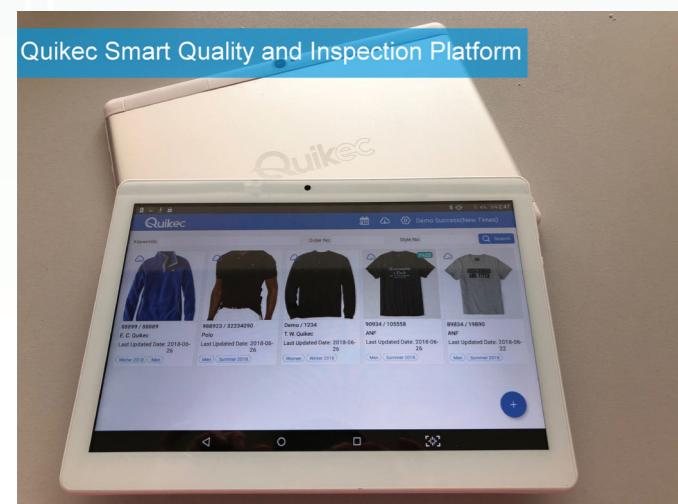 Quikec Smart Quality and Inspection Platform
Quikec
Quikec
Demo Success(New Times)
Keywords:
Order No:
Style No:
Search
98899 / 88989
E. C. Quikec
Last Updated Date: 2018-06-26
Winter 2018
Men
988923 / 32234090
Polo
Last Updated Date: 2018-06-26
Men
Summer 2018
Demo / 1234
T. W. Quikec
Last Updated Date: 2018-06-26
Women
Winter 2018
90934 / 105558
ANF
Last Updated Date: 2018-06-26
Men
Summer 2018
89834 / 19890
ANF
Last Updated Date: 2018-06-22
Men
Summer 2018